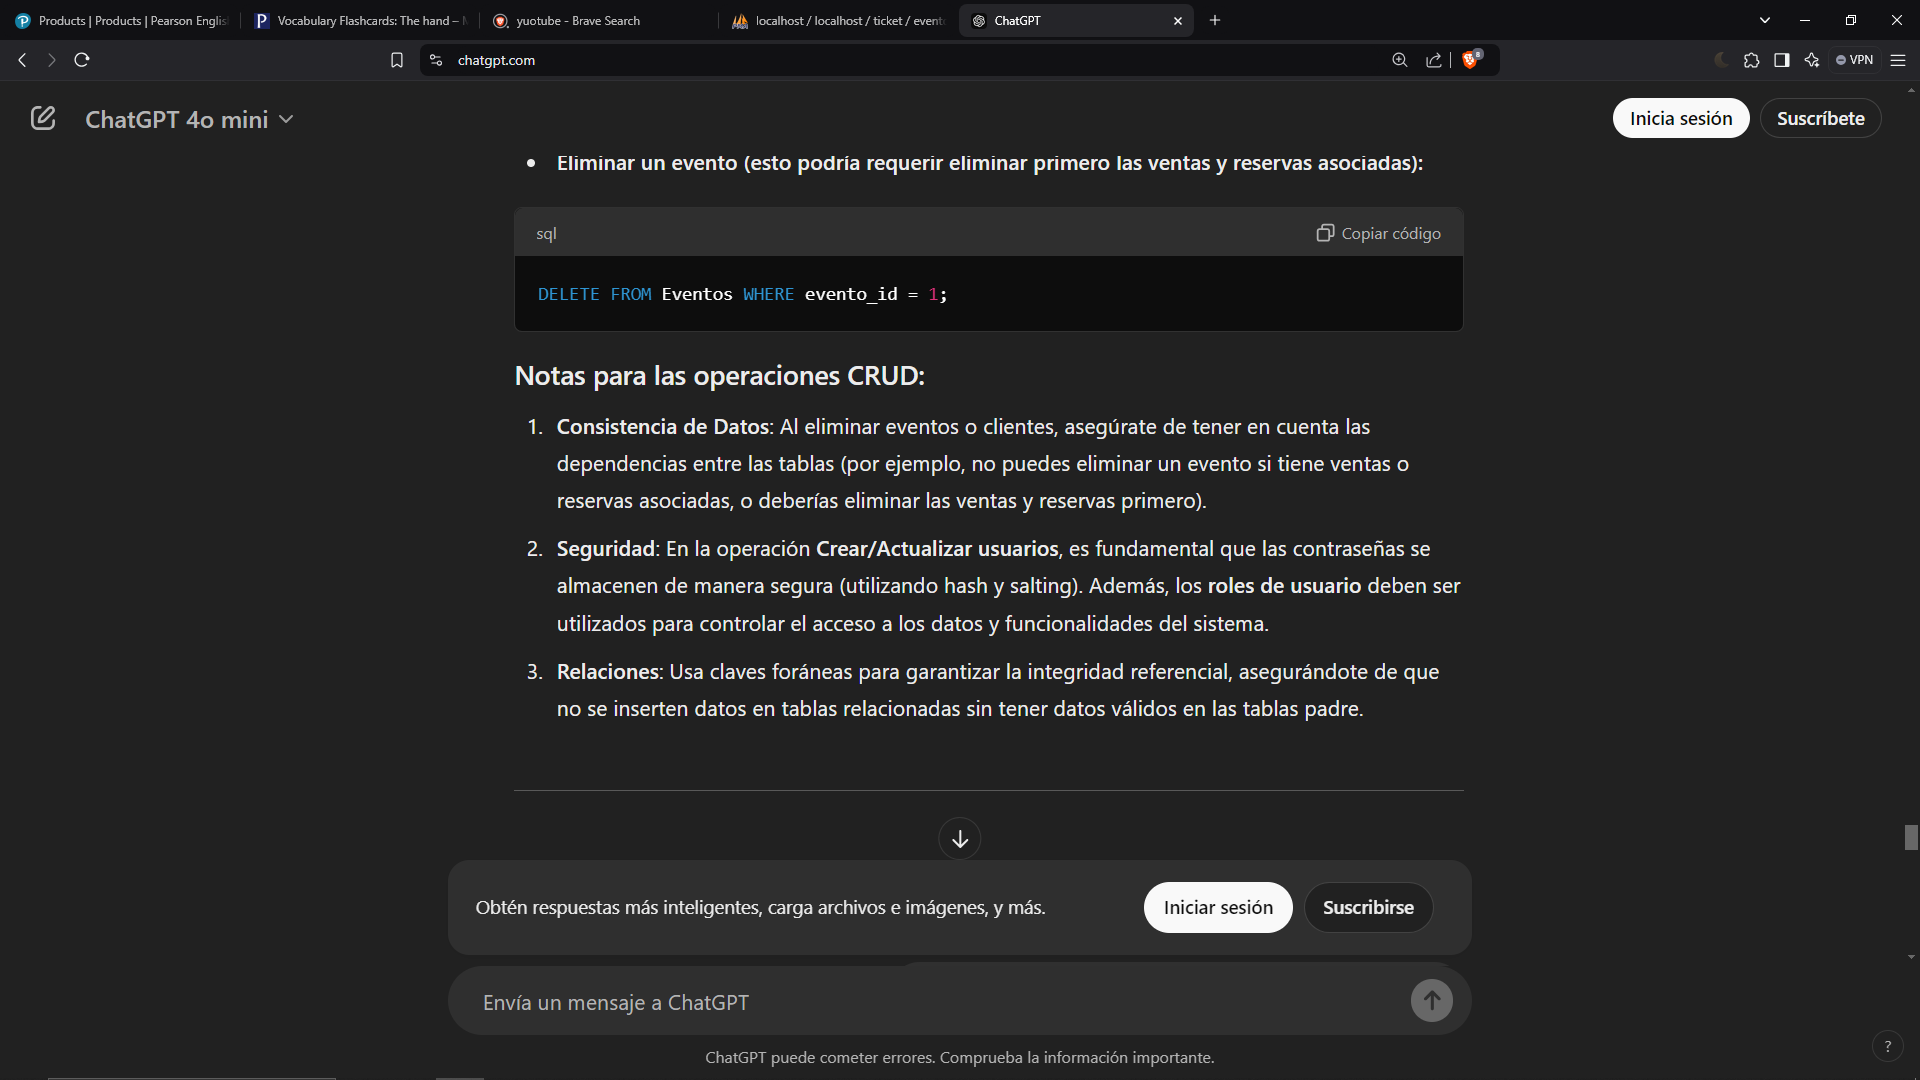 Products | Products | Pearson Englis
Vocabulary Flashcards: The hand –
yuotube - Brave Search
localhost / localhost / ticket / event
ChatGPT
chatgpt.com
8
VPN
ChatGPT 4o mini
Inicia sesión
Suscríbete
Eliminar un evento (esto podría requerir eliminar primero las ventas y reservas asociadas):
sql
Copiar código
DELETE FROM Eventos WHERE evento_id = 1;
Notas para las operaciones CRUD:
1. Consistencia de Datos: Al eliminar eventos o clientes, asegúrate de tener en cuenta las
dependencias entre las tablas (por ejemplo, no puedes eliminar un evento si tiene ventas o
reservas asociadas, o deberías eliminar las ventas y reservas primero).
2. Seguridad: En la operación Crear/Actualizar usuarios, es fundamental que las contraseñas se
almacenen de manera segura (utilizando hash y salting). Además, los roles de usuario deben ser
utilizados para controlar el acceso a los datos y funcionalidades del sistema.
3. Relaciones: Usa claves foráneas para garantizar la integridad referencial, asegurándote de que
no se inserten datos en tablas relacionadas sin tener datos válidos en las tablas padre.
Obtén respuestas más inteligentes, carga archivos e imágenes, y más.
Iniciar sesión
Suscribirse
Envía un mensaje a ChatGPT
ChatGPT puede cometer errores. Comprueba la información importante.
?